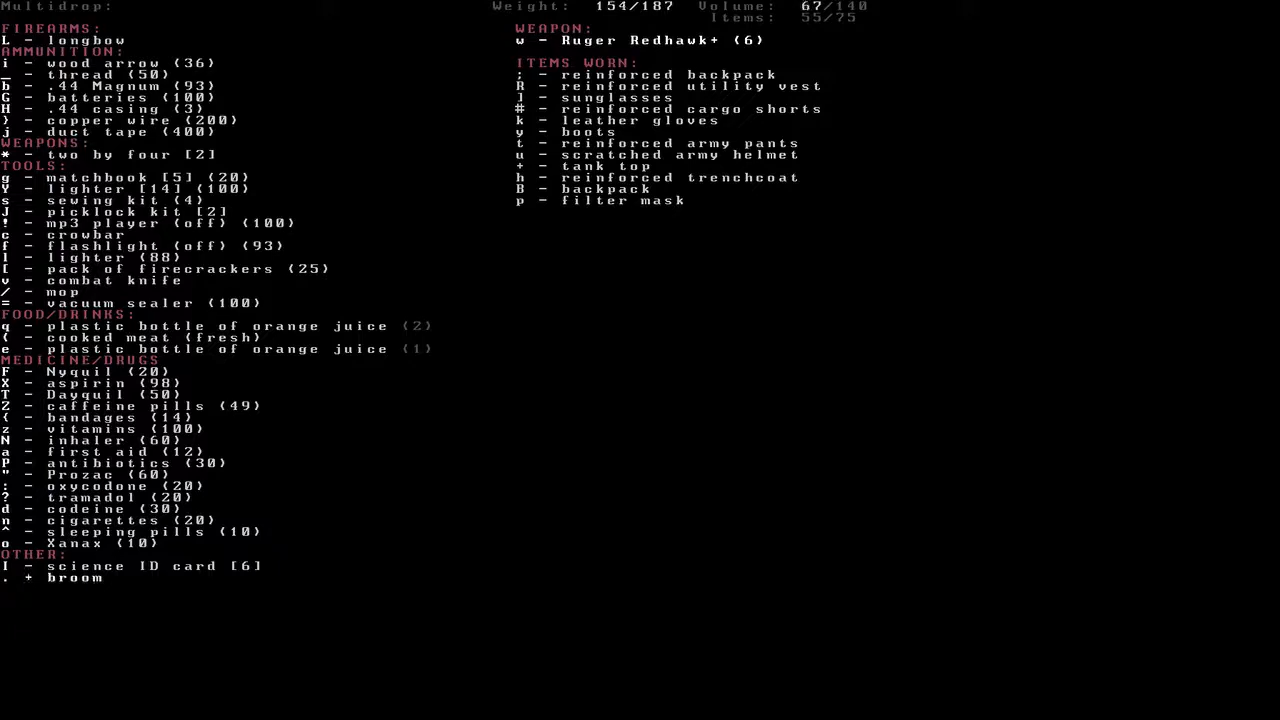 Multidrop: Weight: 154/187 Volume: 67/140
Items: 55/75
FIREARMS:
L - longbow
AMMUNITION:
i - wood arrow (36)
_ - thread (50)
b - .44 Magnum (93)
G - batteries (100)
H - .44 casing (3)
} - copper wire (200)
j - duct tape (400)
WEAPONS:
* - two by four [2]
TOOLS:
g - matchbook [5] (20)
Y - lighter [14] (100)
s - sewing kit (4)
J - picklock kit [2]
! - mp3 player (off) (100)
c - crowbar
f - flashlight (off) (93)
l - lighter (88)
[ - pack of firecrackers (25)
v - combat knife
/ - mop
= - vacuum sealer (100)
FOOD/DRINKS:
q - plastic bottle of orange juice (2)
( - cooked meat (fresh)
e - plastic bottle of orange juice (1)
MEDICINE/DRUGS
F - Nyquil (20)
X - aspirin (98)
T - Dayquil (50)
Z - caffeine pills (49)
{ - bandages (14)
z - vitamins (100)
N - inhaler (60)
a - first aid (12)
P - antibiotics (30)
" - Prozac (60)
: - oxycodone (20)
? - tramadol (20)
d - codeine (30)
n - cigarettes (20)
^ - sleeping pills (10)
o - Xanax (10)
OTHER:
I - science ID card [6]
. + broom
WEAPON:
w - Ruger Redhawk+ (6)
ITEMS WORN:
; - reinforced backpack
R - reinforced utility vest
] - sunglasses
# - reinforced cargo shorts
k - leather gloves
y - boots
t - reinforced army pants
u - scratched army helmet
+ - tank top
h - reinforced trenchcoat
B - backpack
p - filter mask